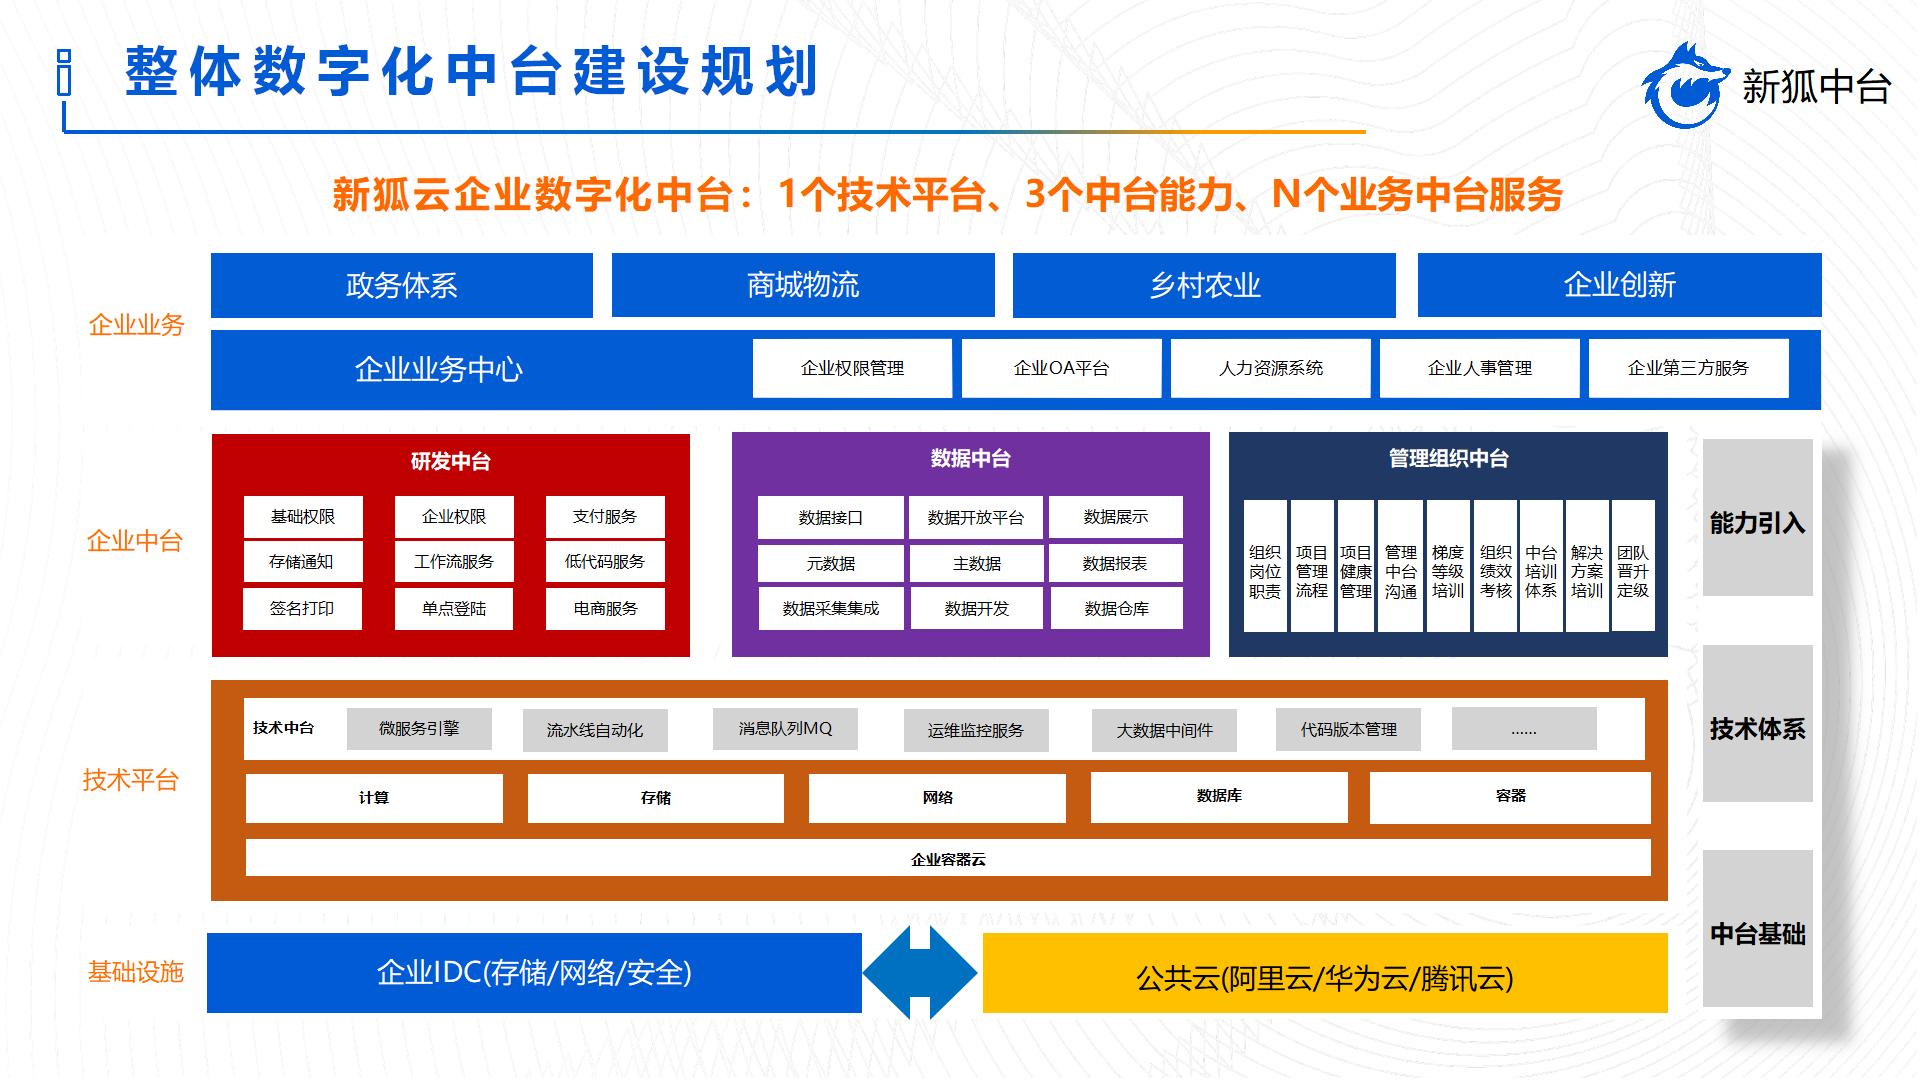 整体数字化中台建设规划
新狐中台
新狐云企业数字化中台：1个技术平台、3个中台能力、N个业务中台服务
企业业务
政务体系
商城物流
乡村农业
企业创新
企业业务中心
企业权限管理
企业OA平台
人力资源系统
企业人事管理
企业第三方服务
企业中台
研发中台
基础权限
企业权限
支付服务
存储通知
工作流服务
低代码服务
签名打印
单点登陆
电商服务
数据中台
数据接口
数据开放平台
数据展示
元数据
主数据
数据报表
数据采集集成
数据开发
数据仓库
管理组织中台
组织
岗位
职责
项目
管理
流程
项目
健康
管理
管理
中台
沟通
梯度
等级
培训
组织
绩效
考核
中台
培训
体系
解决
方案
培训
团队
晋升
定级
技术平台
技术中台
微服务引擎
流水线自动化
消息队列MQ
运维监控服务
大数据中间件
代码版本管理
......
计算
存储
网络
数据库
容器
企业容器云
基础设施
企业IDC(存储/网络/安全)
公共云(阿里云/华为云/腾讯云)
能力引入
技术体系
中台基础